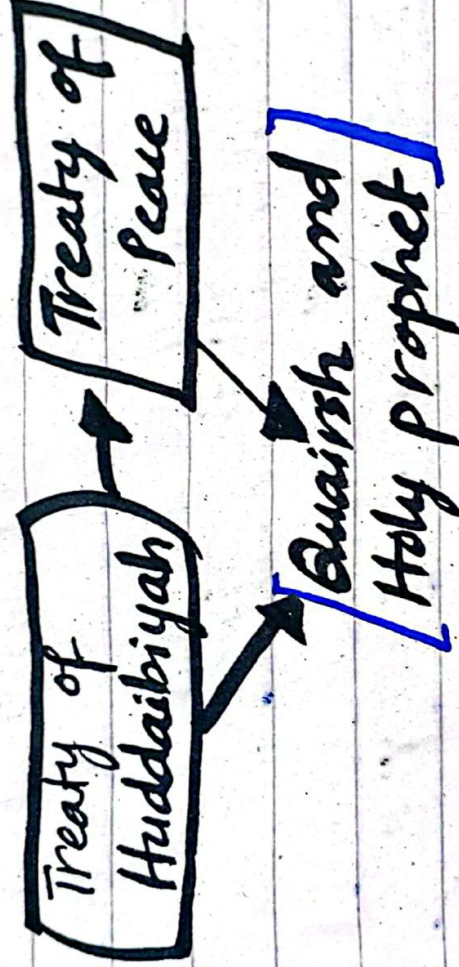 Treaty of
Huddaibiyah
Treaty of
Peace
Quairsh and
Holy prophet